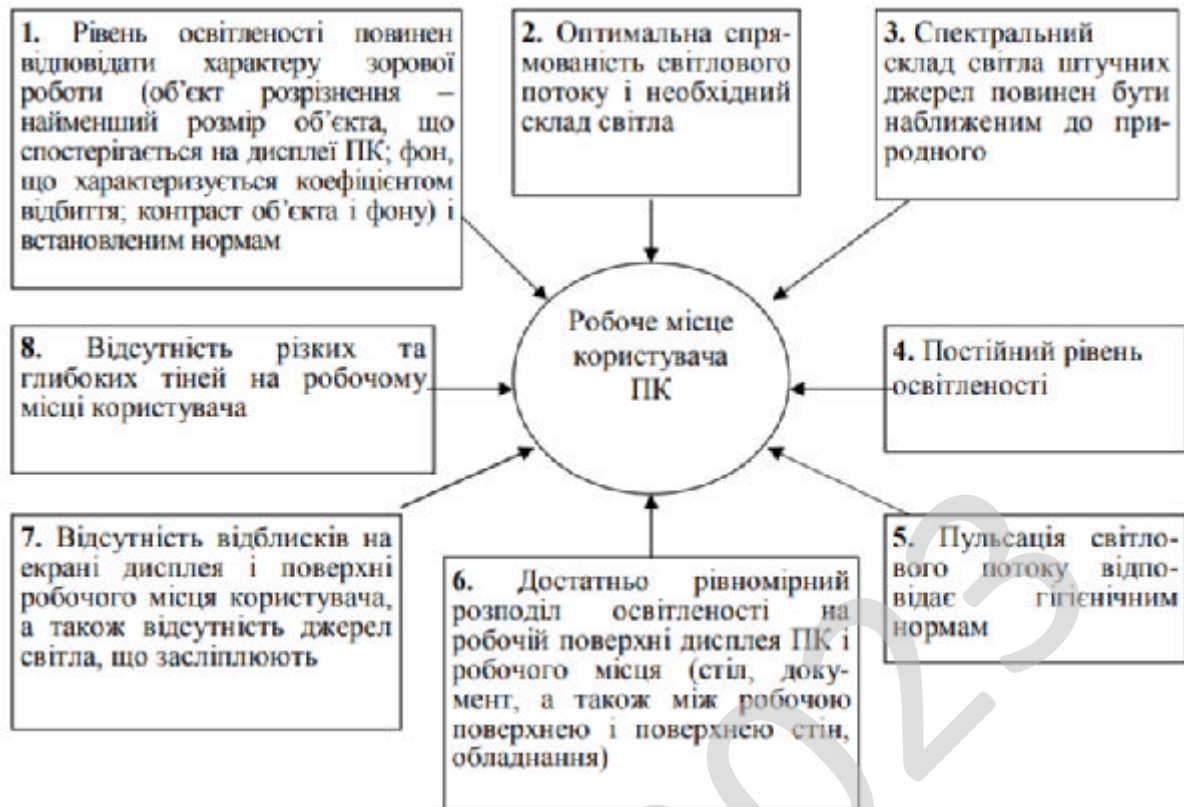 1. Рівень освітленості повинен
відповідати характеру зорової
роботи (об’єкт розрізнення –
найменший розмір об’єкта, що
спостерігається на дисплеї ПК; фон,
що характеризується коефіцієнтом
відбиття; контраст об’єкта і фону) і
встановленим нормам
2. Оптимальна спря-
мованість світлового
потоку і необхідний
склад світла
3. Спектральний
склад світла штучних
джерел повинен бути
наближеним до при-
родного
Робоче місце
користувача
ПК
8. Відсутність різких та
глибоких тіней на робочому
місці користувача
4. Постійний рівень
освітленості
7. Відсутність відблисків на
екрані дисплея і поверхні
робочого місця користувача,
а також відсутність джерел
світла, що засліплюють
6. Достатньо рівномірний
розподіл освітленості на
робочій поверхні дисплея ПК і
робочого місця (стіл, доку-
мент, а також між робочою
поверхнею і поверхнею стін,
обладнання)
5. Пульсація світло-
вого потоку відпо-
відає гігієнічним
нормам
023